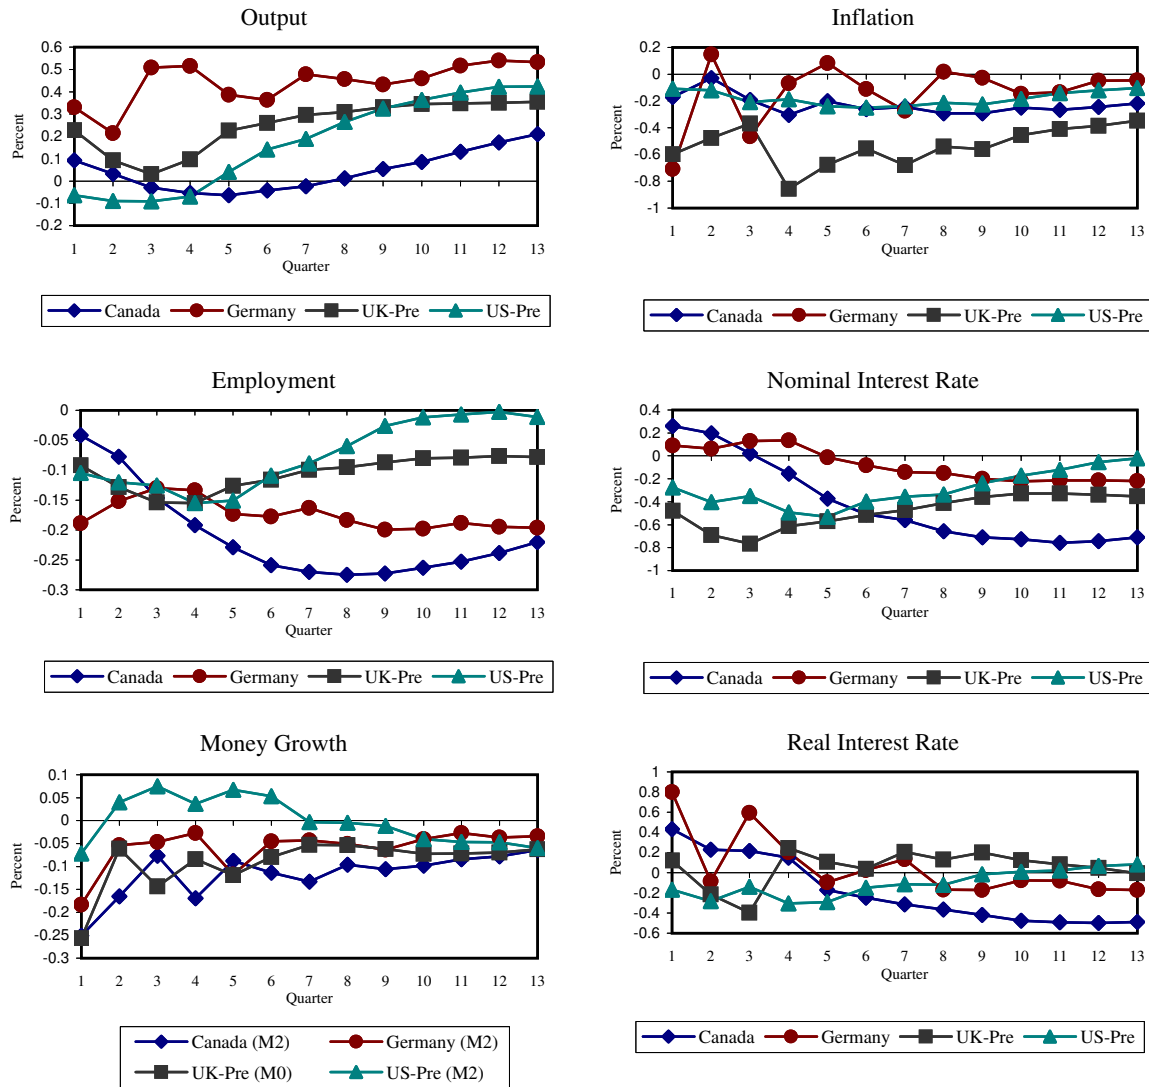 Output
Percent
0.6
0.5
0.4
0.3
0.2
0.1
0
-0.1
-0.2
1 2 3 4 5 6 7 8 9 10 11 12 13
Quarter
Canada Germany UK-Pre US-Pre
Inflation
Percent
0.2
0
-0.2
-0.4
-0.6
-0.8
-1
1 2 3 4 5 6 7 8 9 10 11 12 13
Quarter
Canada Germany UK-Pre US-Pre
Employment
Percent
0
-0.05
-0.1
-0.15
-0.2
-0.25
-0.3
1 2 3 4 5 6 7 8 9 10 11 12 13
Quarter
Canada Germany UK-Pre US-Pre
Nominal Interest Rate
Percent
0.4
0.2
0
-0.2
-0.4
-0.6
-0.8
-1
1 2 3 4 5 6 7 8 9 10 11 12 13
Quarter
Canada Germany UK-Pre US-Pre
Money Growth
Percent
0.1
0.05
0
-0.05
-0.1
-0.15
-0.2
-0.25
-0.3
1 2 3 4 5 6 7 8 9 10 11 12 13
Quarter
Canada (M2) Germany (M2)
UK-Pre (M0) US-Pre (M2)
Real Interest Rate
Percent
1
0.8
0.6
0.4
0.2
0
-0.2
-0.4
-0.6
1 2 3 4 5 6 7 8 9 10 11 12 13
Quarter
Canada Germany UK-Pre US-Pre